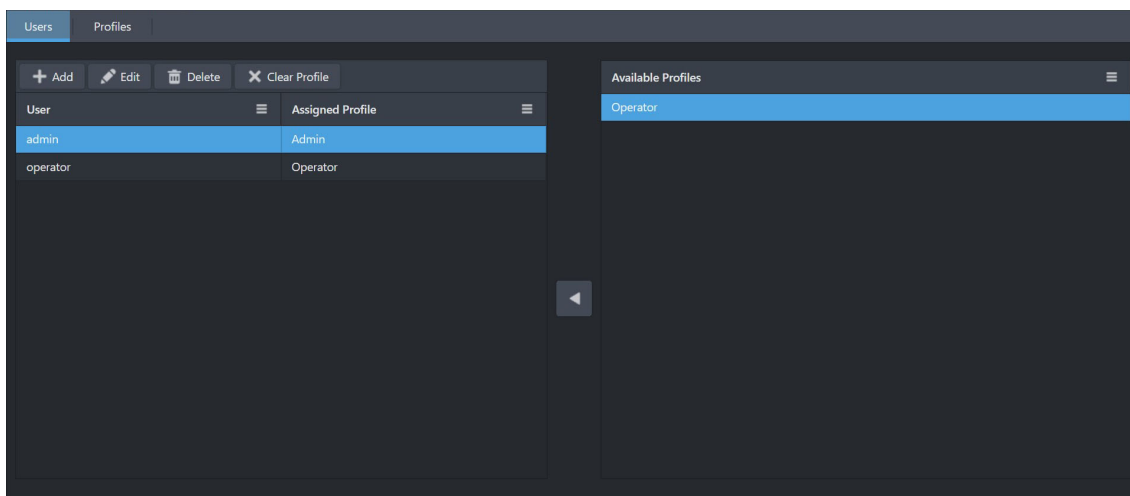 Users Profiles
Add Edit Delete Clear Profile
User Assigned Profile
admin Admin
operator Operator
Available Profiles
Operator